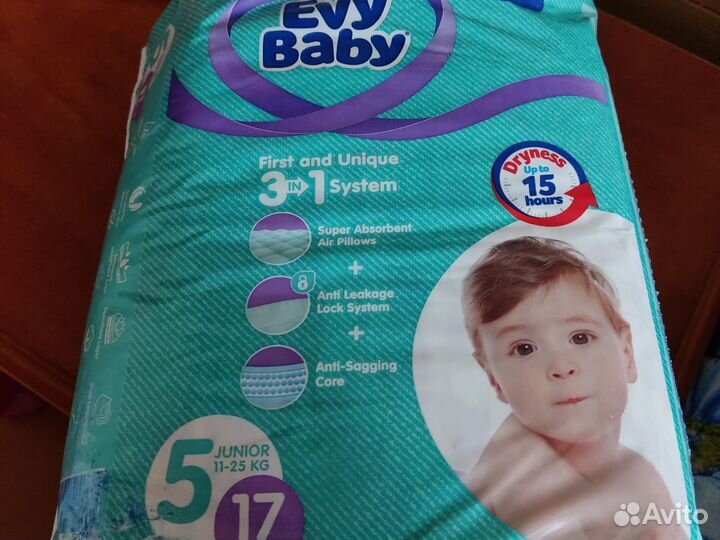 Evy
Baby
First and Unique
3 IN 1 System
Super Absorbent
Air Pillows
+
Anti Leakage
Lock System
+
Anti-Sagging
Core
Dryness
Up to
15
hours
5 JUNIOR
11-25 KG
17
Avito